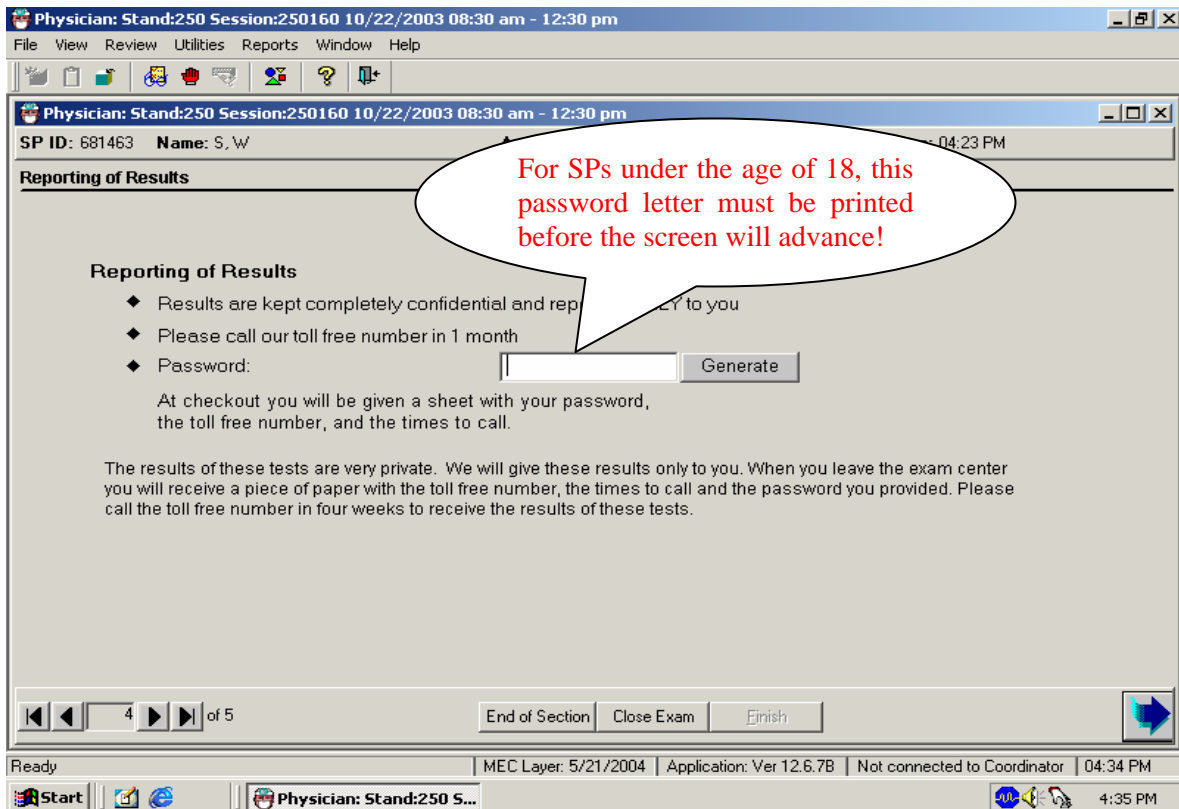 Physician: Stand:250 Session:250160 10/22/2003 08:30 am - 12:30 pm
File View Review Utilities Reports Window Help
Physician: Stand:250 Session:250160 10/22/2003 08:30 am - 12:30 pm
SP ID: 681463 Name: S, W 04:23 PM
Reporting of Results
For SPs under the age of 18, this
password letter must be printed
before the screen will advance!
Reporting of Results
Results are kept completely confidential and to you
Please call our toll free number in 1 month
Password: Generate
At checkout you will be given a sheet with your password,
the toll free number, and the times to call.
The results of these tests are very private. We will give these results only to you. When you leave the exam center
you will receive a piece of paper with the toll free number, the times to call and the password you provided. Please
call the toll free number in four weeks to receive the results of these tests.
4 of 5 End of Section Close Exam Finish
Ready MEC Layer: 5/21/2004 Application: Ver 12.6.7B Not connected to Coordinator 04:34 PM
Start Physician: Stand:250 S... 4:35 PM